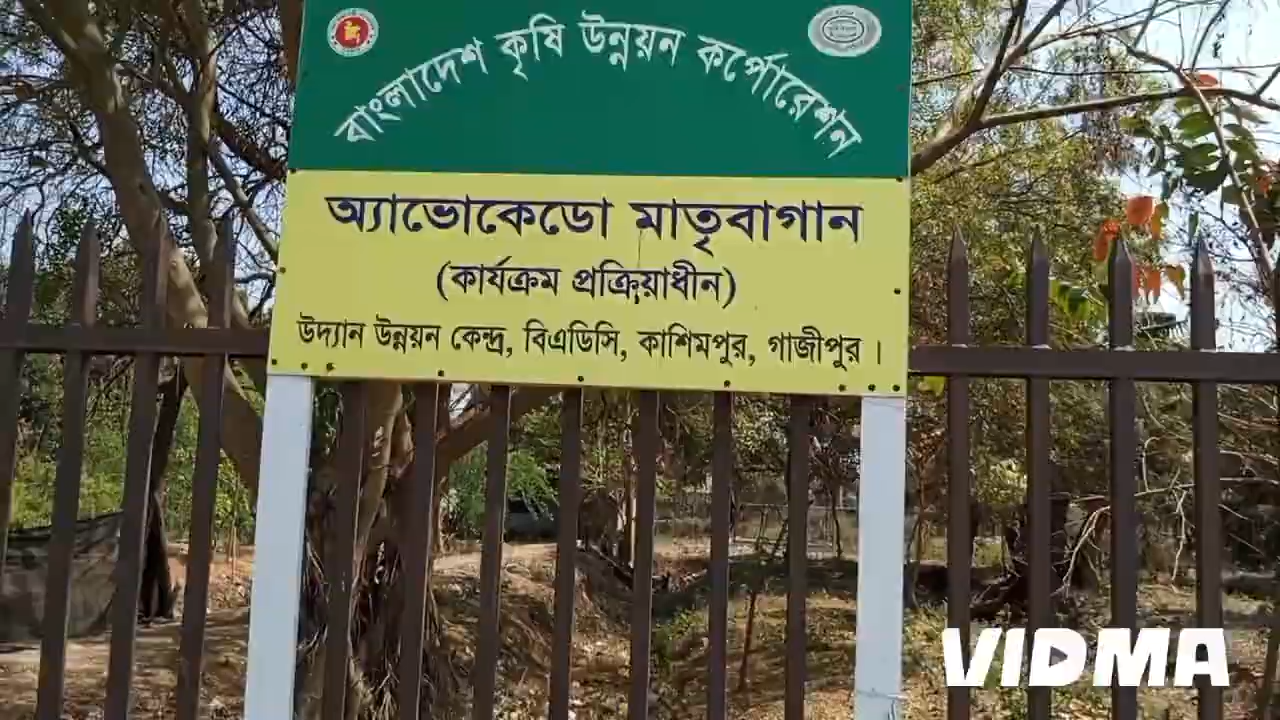 বাংলাদেশ কৃষি উন্নয়ন কর্পোরেশন
অ্যাভোকেডো মাতৃবাগান
(কার্যক্রম প্রক্রিয়াধীন)
উদ্যান উন্নয়ন কেন্দ্র, বিএডিসি, কাশিমপুর, গাজীপুর।
VIDMA